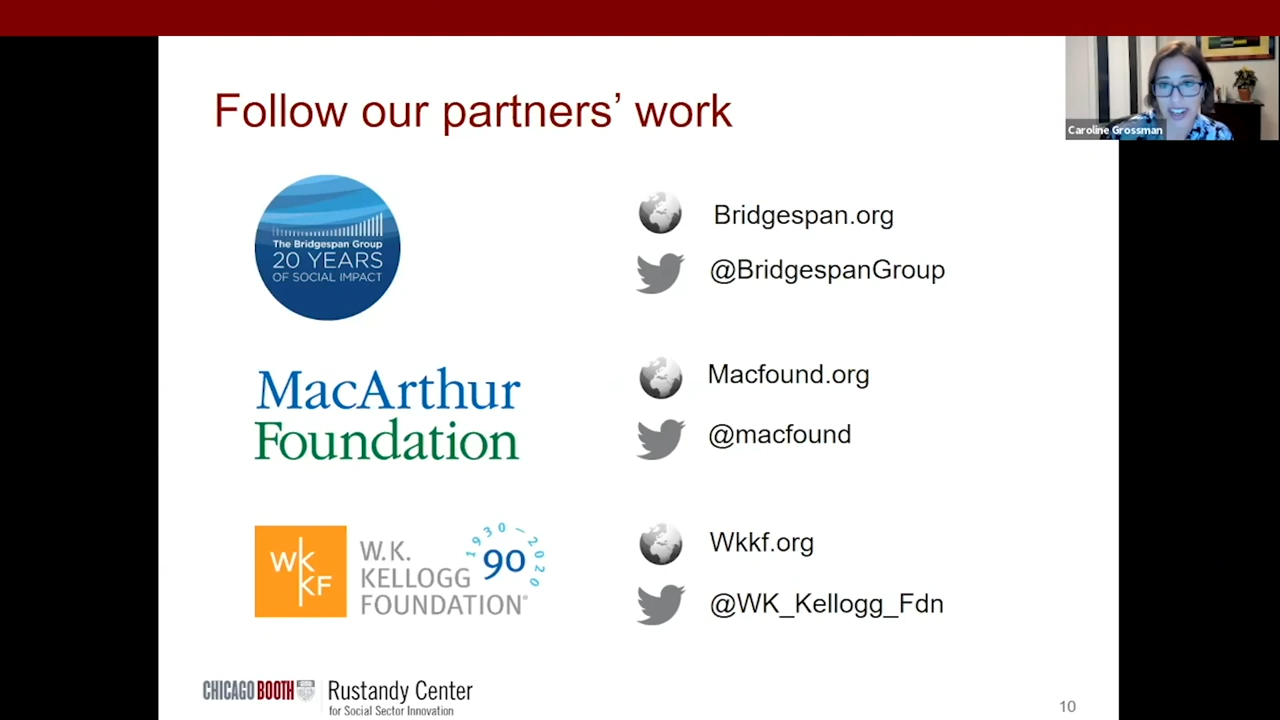 Follow our partners' work
Caroline Grossman
The Bridgespan Group
20 YEARS
OF SOCIAL IMPACT
Bridgespan.org
@BridgespanGroup
MacArthur
Foundation
Macfound.org
@macfound
WK
KF
W.K.
KELLOGG
FOUNDATION®
1930-2020
90
Wkkf.org
@WK_Kellogg_Fdn
CHICAGO BOOTH
Rustandy Center
for Social Sector Innovation
10